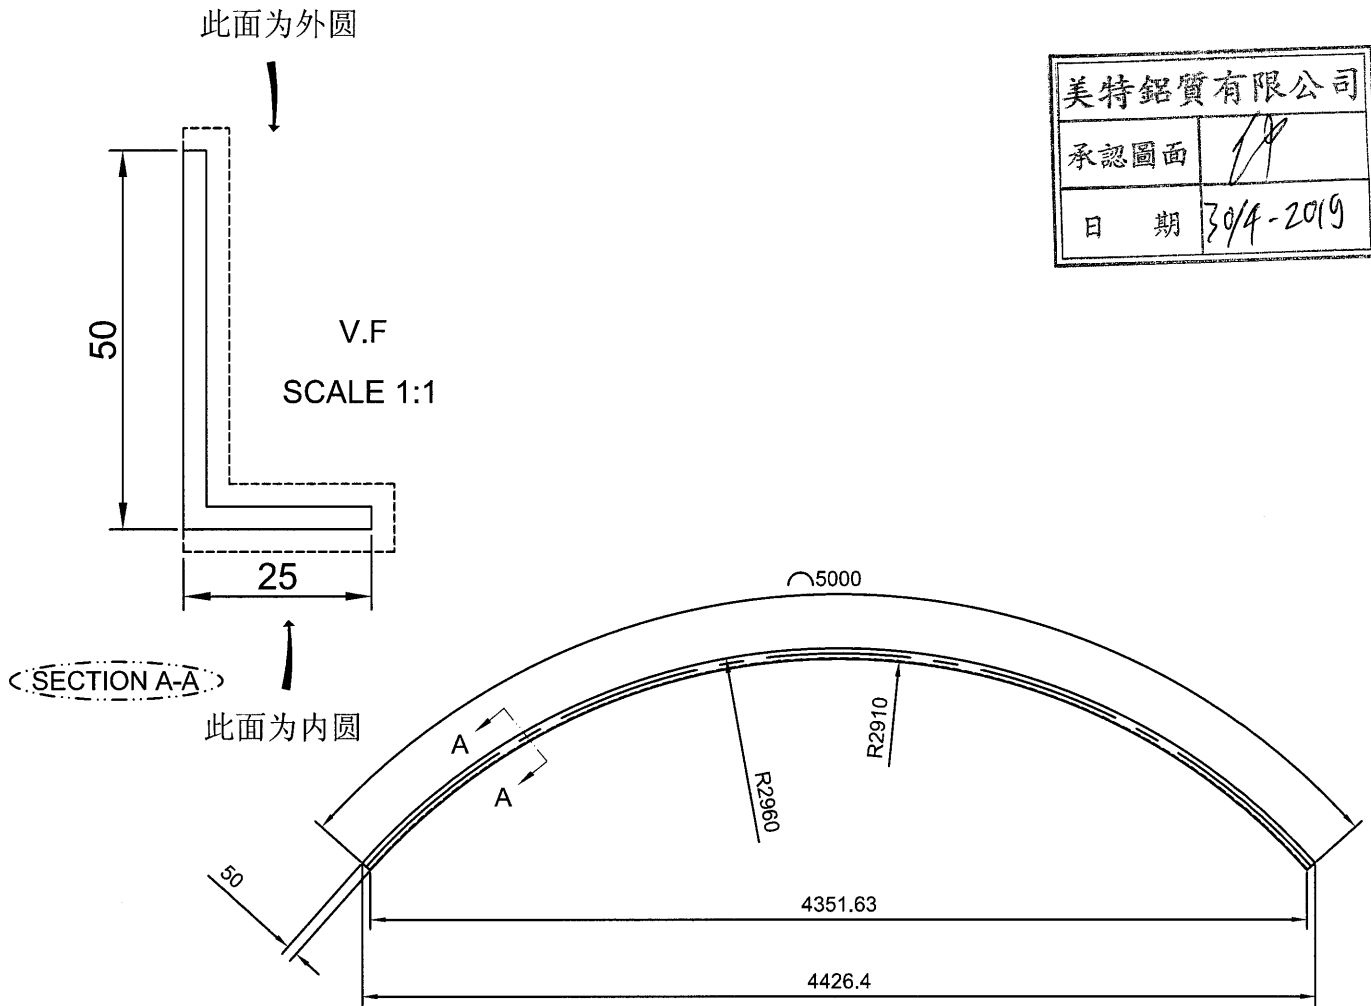 此面为外圆
美特鋁質有限公司
承認圖面
日 期 30/4-2019
50
V.F
SCALE 1:1
25
SECTION A-A
此面为内圆
⌒5000
A
A
R2960
R2910
50
4351.63
4426.4